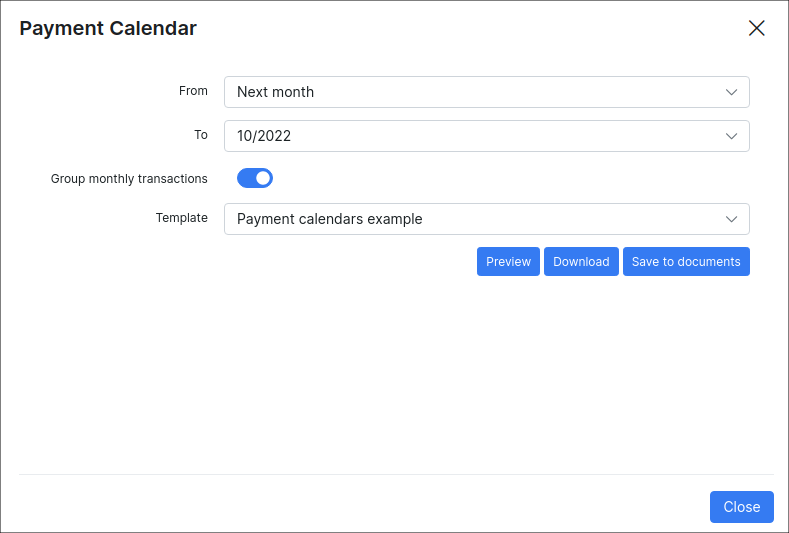 Payment Calendar
From Next month
To 10/2022
Group monthly transactions
Template Payment calendars example
Preview Download Save to documents
Close